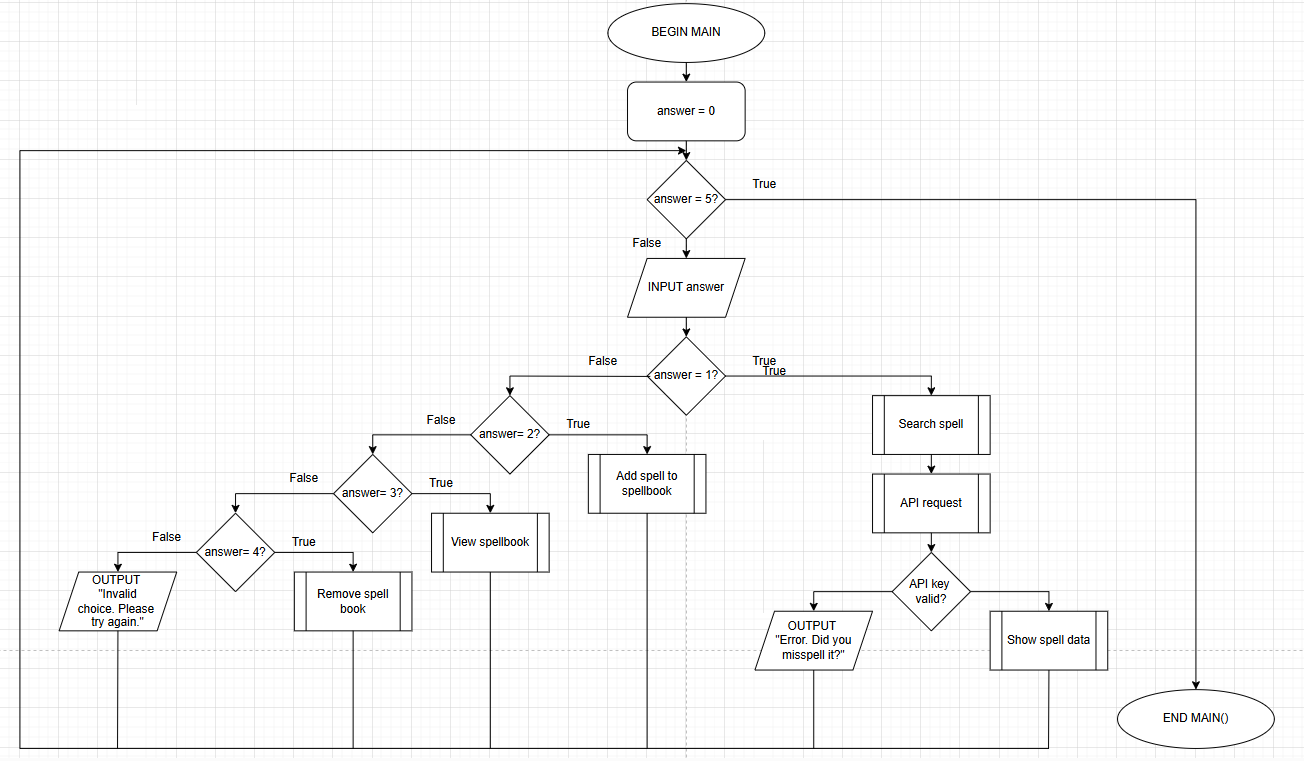 BEGIN MAIN
answer = 0
answer = 5?
True
False
INPUT answer
answer = 1?
False
True
True
answer= 2?
False
True
Search spell
Add spell to
spellbook
answer= 3?
False
True
API request
View spellbook
answer= 4?
False
True
OUTPUT
"Invalid
choice. Please
try again."
Remove spell
book
API key
valid?
OUTPUT
"Error. Did you
misspell it?"
Show spell data
END MAIN()